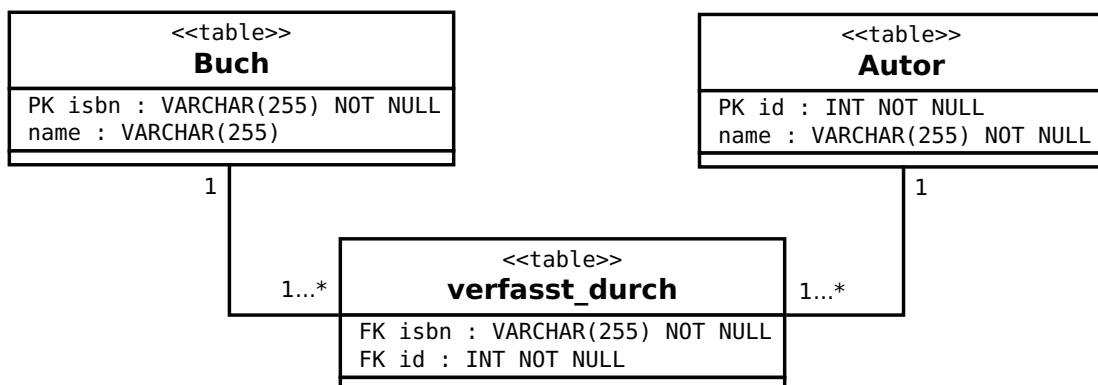 <<table>>
Buch
PK isbn : VARCHAR(255) NOT NULL
name : VARCHAR(255)
<<table>>
Autor
PK id : INT NOT NULL
name : VARCHAR(255) NOT NULL
1
1
1...*
<<table>>
verfasst_durch
1...*
FK isbn : VARCHAR(255) NOT NULL
FK id : INT NOT NULL